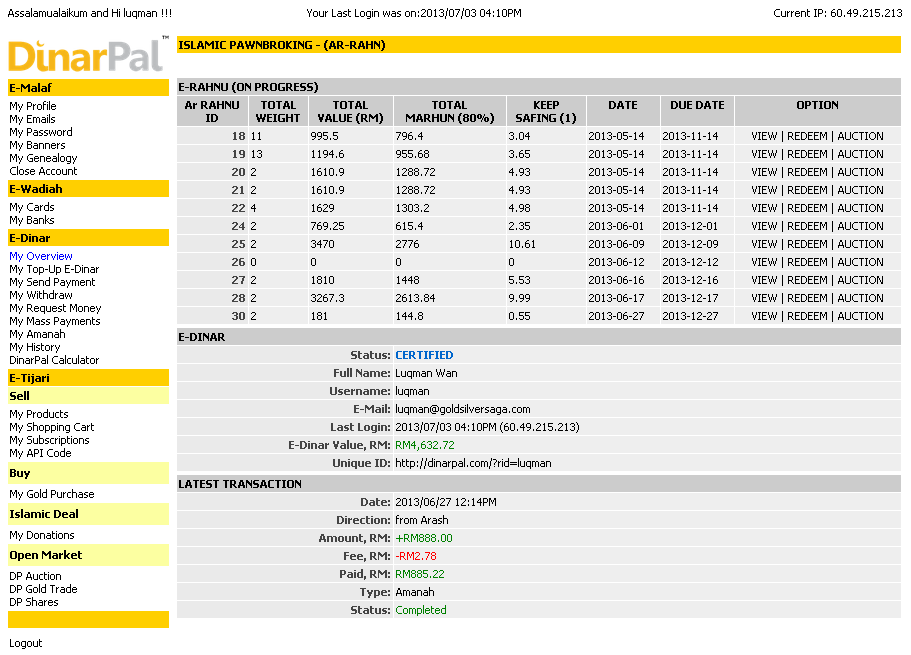 Assalamualaikum and Hi luqman !!! Your Last Login was on:2013/07/03 04:10PM Current IP: 60.49.215.213
DinarPal™
E-Malaf
My Profile
My Emails
My Password
My Banners
My Genealogy
Close Account
E-Wadiah
My Cards
My Banks
E-Dinar
My Overview
My Top-Up E-Dinar
My Send Payment
My Withdraw
My Request Money
My Mass Payments
My Amanah
My History
DinarPal Calculator
E-Tijari
Sell
My Products
My Shopping Cart
My Subscriptions
My API Code
Buy
My Gold Purchase
Islamic Deal
My Donations
Open Market
DP Auction
DP Gold Trade
DP Shares
Logout
ISLAMIC PAWNBROKING - (AR-RAHN)
E-RAHNU (ON PROGRESS)
Ar RAHNU TOTAL TOTAL TOTAL KEEP DATE DUE DATE OPTION
ID WEIGHT VALUE (RM) MARHUN (80%) SAFING (1)
18 11 995.5 796.4 3.04 2013-05-14 2013-11-14 VIEW | REDEEM | AUCTION
19 13 1194.6 955.68 3.65 2013-05-14 2013-11-14 VIEW | REDEEM | AUCTION
20 2 1610.9 1288.72 4.93 2013-05-14 2013-11-14 VIEW | REDEEM | AUCTION
21 2 1610.9 1288.72 4.93 2013-05-14 2013-11-14 VIEW | REDEEM | AUCTION
22 4 1629 1303.2 4.98 2013-05-14 2013-11-14 VIEW | REDEEM | AUCTION
24 2 769.25 615.4 2.35 2013-06-01 2013-12-01 VIEW | REDEEM | AUCTION
25 2 3470 2776 10.61 2013-06-09 2013-12-09 VIEW | REDEEM | AUCTION
26 0 0 0 0 2013-06-12 2013-12-12 VIEW | REDEEM | AUCTION
27 2 1810 1448 5.53 2013-06-16 2013-12-16 VIEW | REDEEM | AUCTION
28 2 3267.3 2613.84 9.99 2013-06-17 2013-12-17 VIEW | REDEEM | AUCTION
30 2 181 144.8 0.55 2013-06-27 2013-12-27 VIEW | REDEEM | AUCTION
E-DINAR
Status: CERTIFIED
Full Name: Luqman Wan
Username: luqman
E-Mail: luqman@goldsilversaga.com
Last Login: 2013/07/03 04:10PM (60.49.215.213)
E-Dinar Value, RM: RM4,632.72
Unique ID: http://dinarpal.com/?rid=luqman
LATEST TRANSACTION
Date: 2013/06/27 12:14PM
Direction: from Arash
Amount, RM: +RM888.00
Fee, RM: -RM2.78
Paid, RM: RM885.22
Type: Amanah
Status: Completed